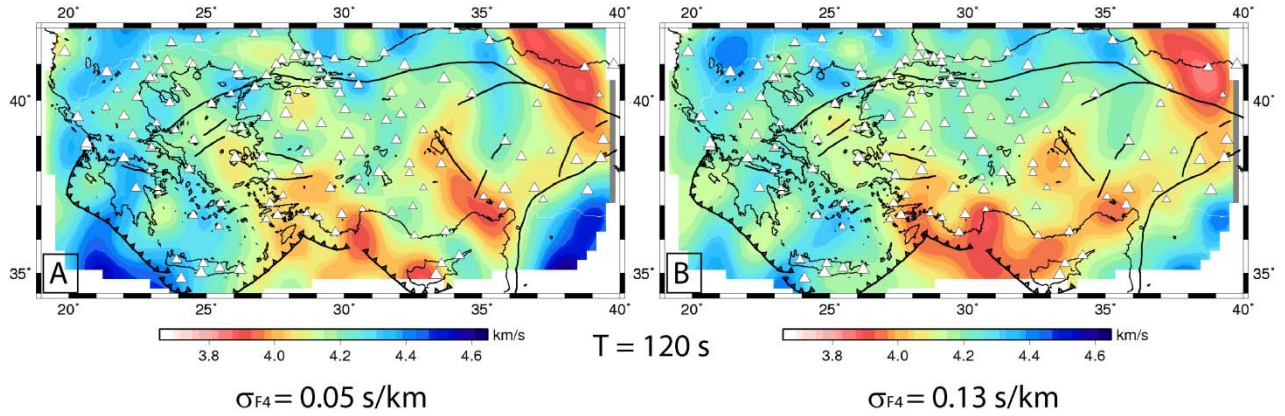 20° 25° 30° 35° 40° 20° 25° 30° 35° 40°
40° 40°
35° 35°
A B
20° 25° 30° 35° 40° 20° 25° 30° 35° 40°
km/s km/s
3.8 4.0 4.2 4.4 4.6 T = 120 s 3.8 4.0 4.2 4.4 4.6
σF4 = 0.05 s/km σF4 = 0.13 s/km